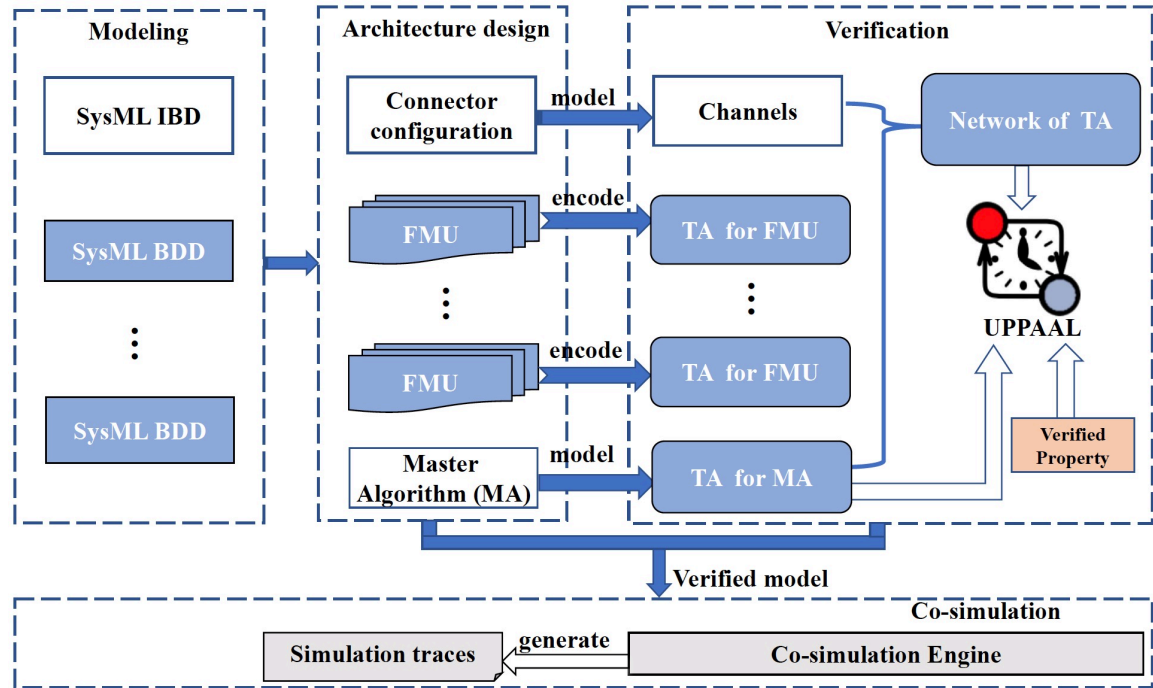 Modeling
SysML IBD
SysML BDD
SysML BDD
Architecture design
Connector
configuration
FMU
FMU
Master
Algorithm (MA)
model
encode
encode
model
Verification
Channels
TA for FMU
TA for FMU
TA for MA
Network of TA
UPPAAL
Verified
Property
Verified model
Co-simulation
Simulation traces
generate
Co-simulation Engine